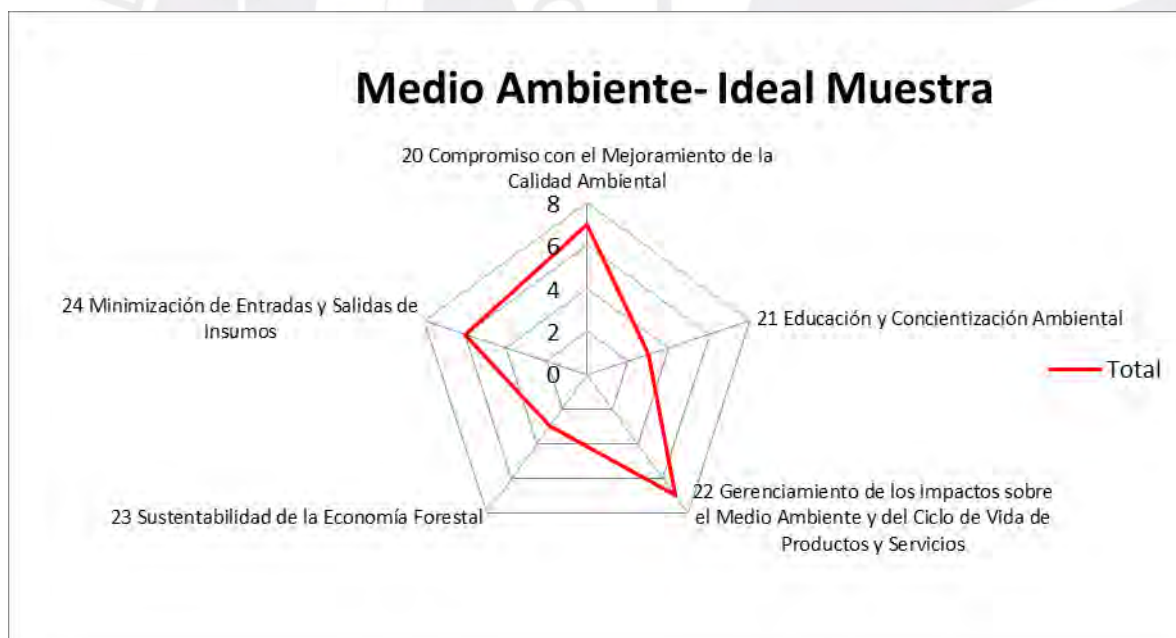 Medio Ambiente- Ideal Muestra
20 Compromiso con el Mejoramiento de la
Calidad Ambiental
8
6
4
2
0
24 Minimización de Entradas y Salidas de
Insumos
21 Educación y Concientización Ambiental
Total
22 Gerenciamiento de los Impactos sobre
el Medio Ambiente y del Ciclo de Vida de
Productos y Servicios
23 Sustentabilidad de la Economía Forestal